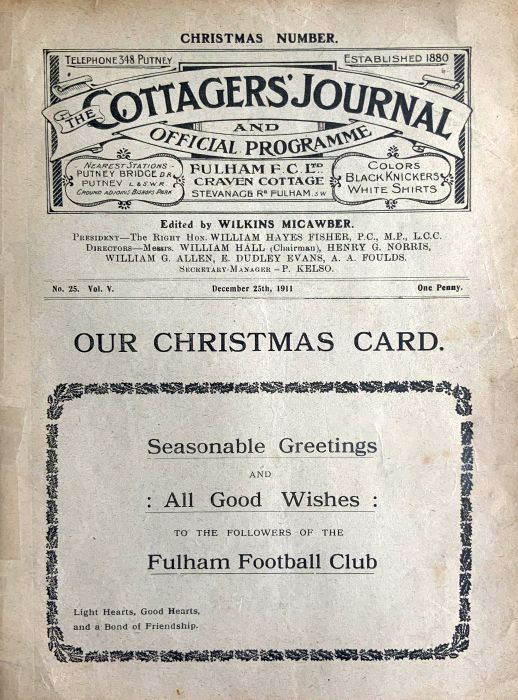 CHRISTMAS NUMBER.
TELEPHONE 348 PUTNEY
ESTABLISHED 1880
THE COTTAGERS' JOURNAL
AND
OFFICIAL PROGRAMME
NEAREST STATIONS -
PUTNEY BRIDGE D.R
PUTNEY L & S.W.R.
GROUND ADJOINS BISHOPS PARK
FULHAM F.C. LTD
CRAVEN COTTAGE
STEVANAGE RD FULHAM. S.W
COLORS
BLACK KNICKERS
WHITE SHIRTS
Edited by WILKINS MICAWBER.
PRESIDENT—THE RIGHT HON. WILLIAM HAYES FISHER, P.C., M.P., L.C.C.
DIRECTORS—Messrs. WILLIAM HALL (Chairman), HENRY G. NORRIS,
WILLIAM G. ALLEN, E. DUDLEY EVANS, A. A. FOULDS.
SECRETARY-MANAGER – P. KELSO.
No. 25. Vol. V.
December 25th, 1911
One Penny.
OUR CHRISTMAS CARD.
Seasonable Greetings
AND
: All Good Wishes :
TO THE FOLLOWERS OF THE
Fulham Football Club
Light Hearts, Good Hearts,
and a Bond of Friendship.